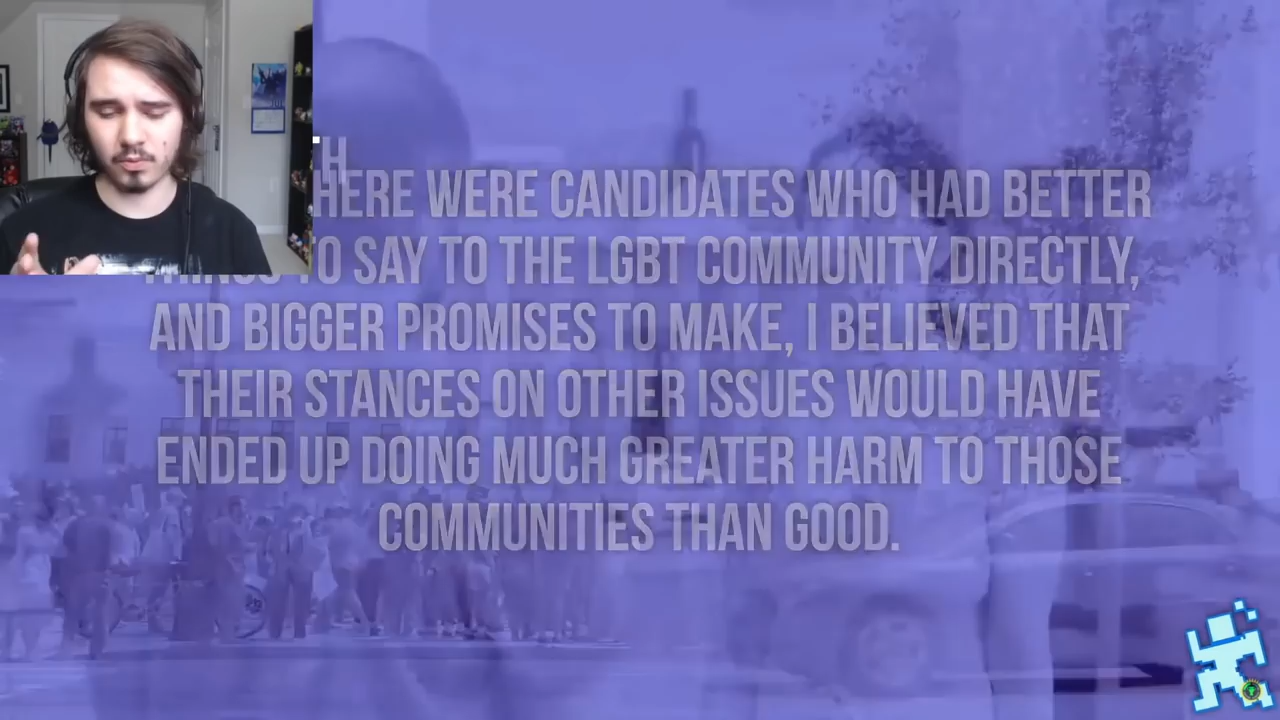 H
HERE WERE CANDIDATES WHO HAD BETTER
TO SAY TO THE LGBT COMMUNITY DIRECTLY,
AND BIGGER PROMISES TO MAKE, I BELIEVED THAT
THEIR STANCES ON OTHER ISSUES WOULD HAVE
ENDED UP DOING MUCH GREATER HARM TO THOSE
COMMUNITIES THAN GOOD.